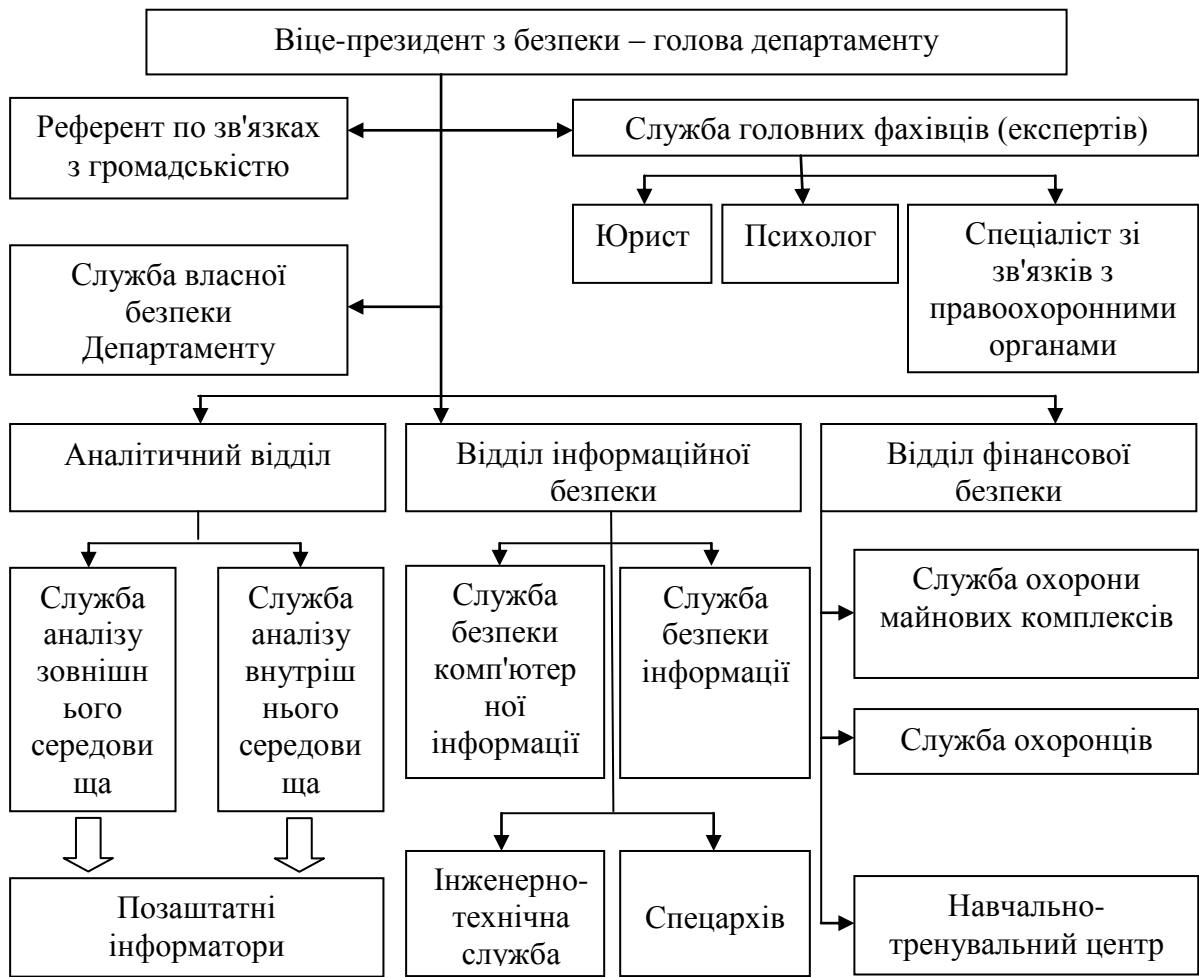 Віце-президент з безпеки – голова департаменту
Референт по зв'язках
з громадськістю
Служба головних фахівців (експертів)
Юрист
Психолог
Спеціаліст зі
зв'язків з
правоохоронними
органами
Служба власної
безпеки
Департаменту
Аналітичний відділ
Відділ інформаційної
безпеки
Відділ фінансової
безпеки
Служба
аналізу
зовнішн
ього
середови
ща
Служба
аналізу
внутріш
нього
середови
ща
Служба
безпеки
комп'ютер
ної
інформації
Служба
безпеки
інформації
Служба охорони
майнових комплексів
Служба охоронців
Позаштатні
інформатори
Інженерно-
технічна
служба
Спецархів
Навчально-
тренувальний центр